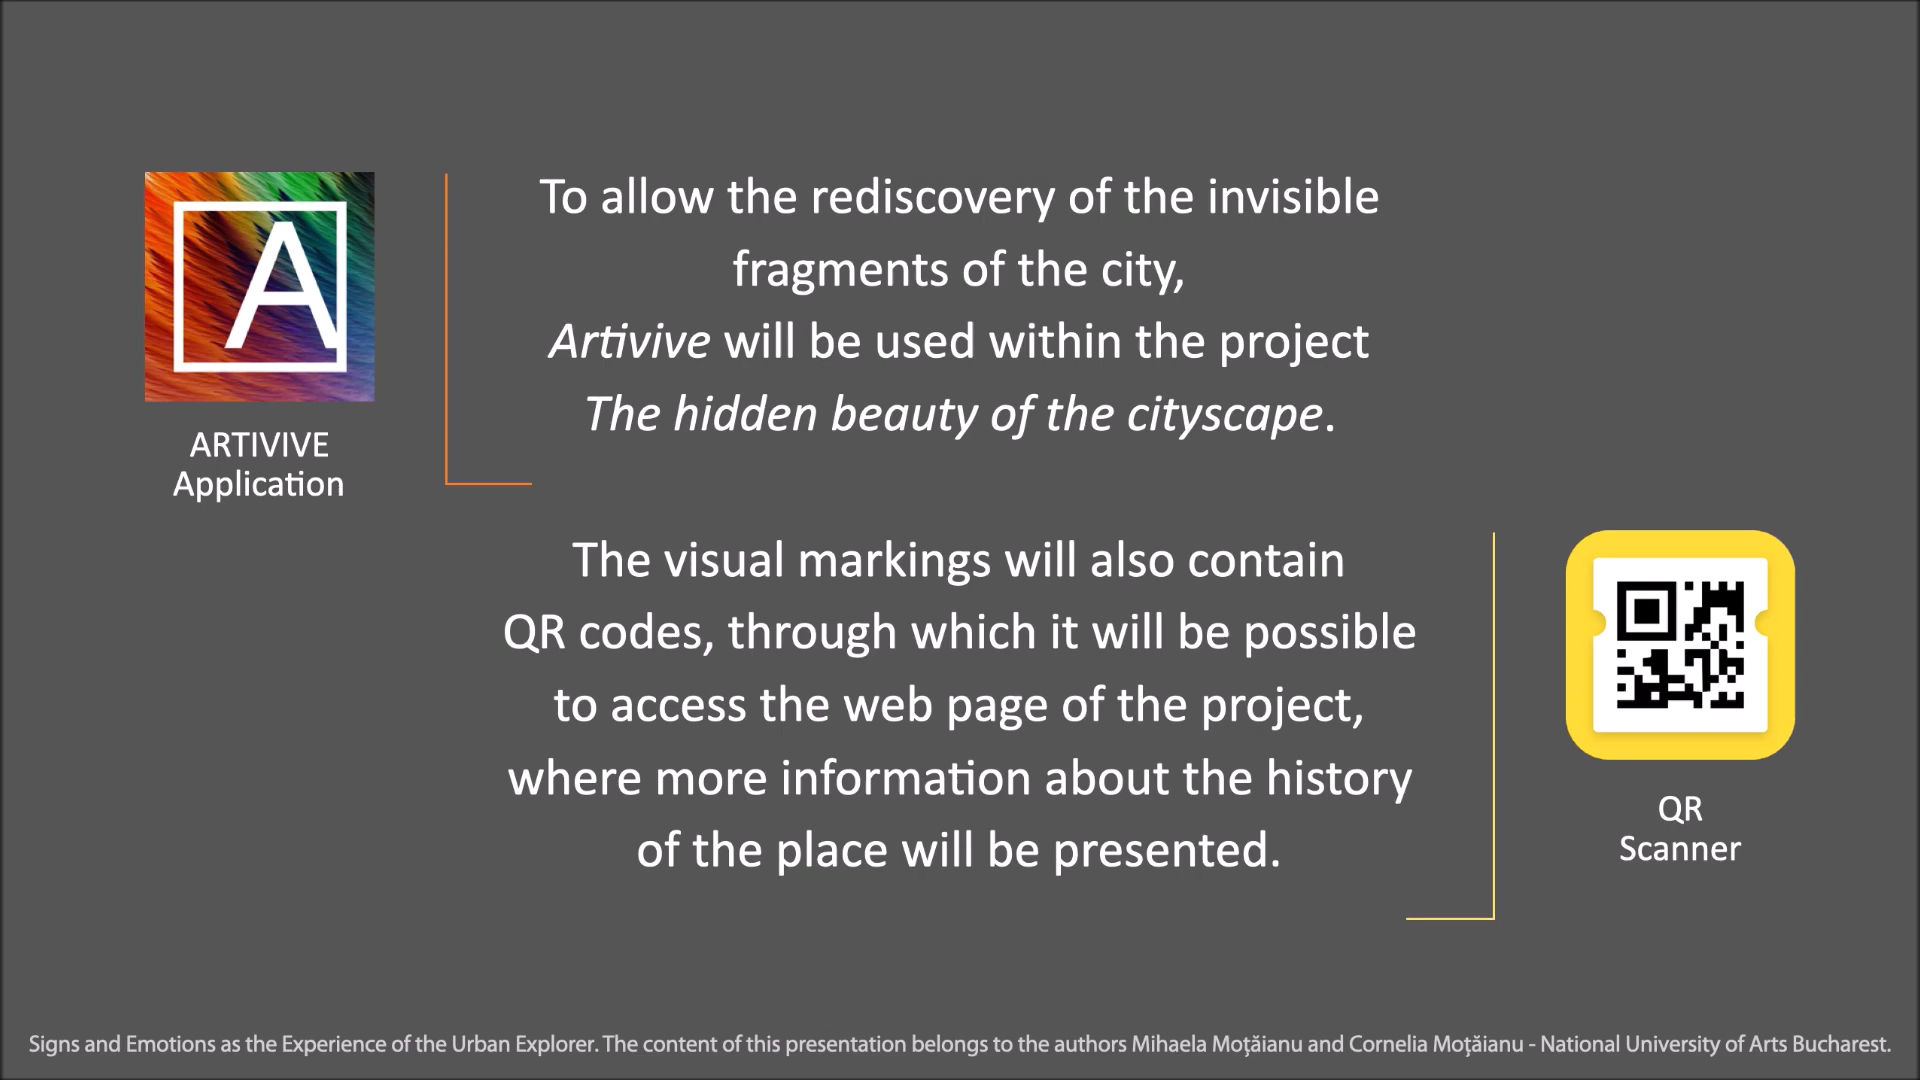 A
ARTIVIVE
Application
To allow the rediscovery of the invisible
fragments of the city,
Artivive will be used within the project
The hidden beauty of the cityscape.
The visual markings will also contain
QR codes, through which it will be possible
to access the web page of the project,
where more information about the history
of the place will be presented.
QR
Scanner
Signs and Emotions as the Experience of the Urban Explorer. The content of this presentation belongs to the authors Mihaela Moţăianu and Cornelia Moţăianu - National University of Arts Bucharest.